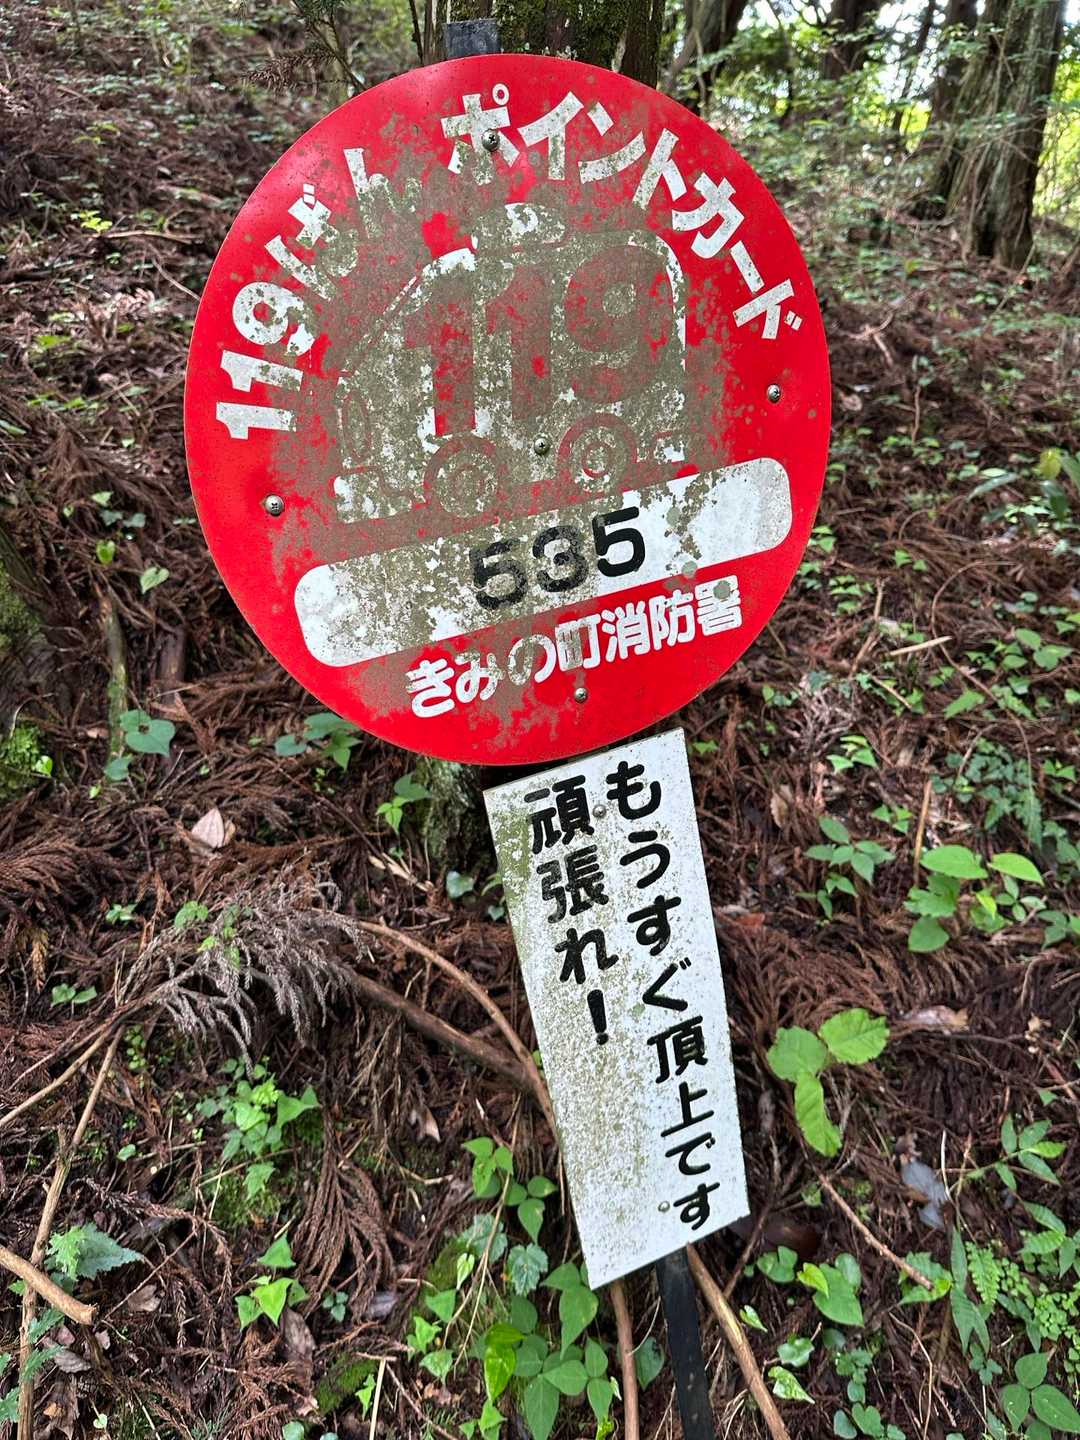 119ばん ポイントカード
119
535
きみの町消防署
もうすぐ頂上です
頑張れ！